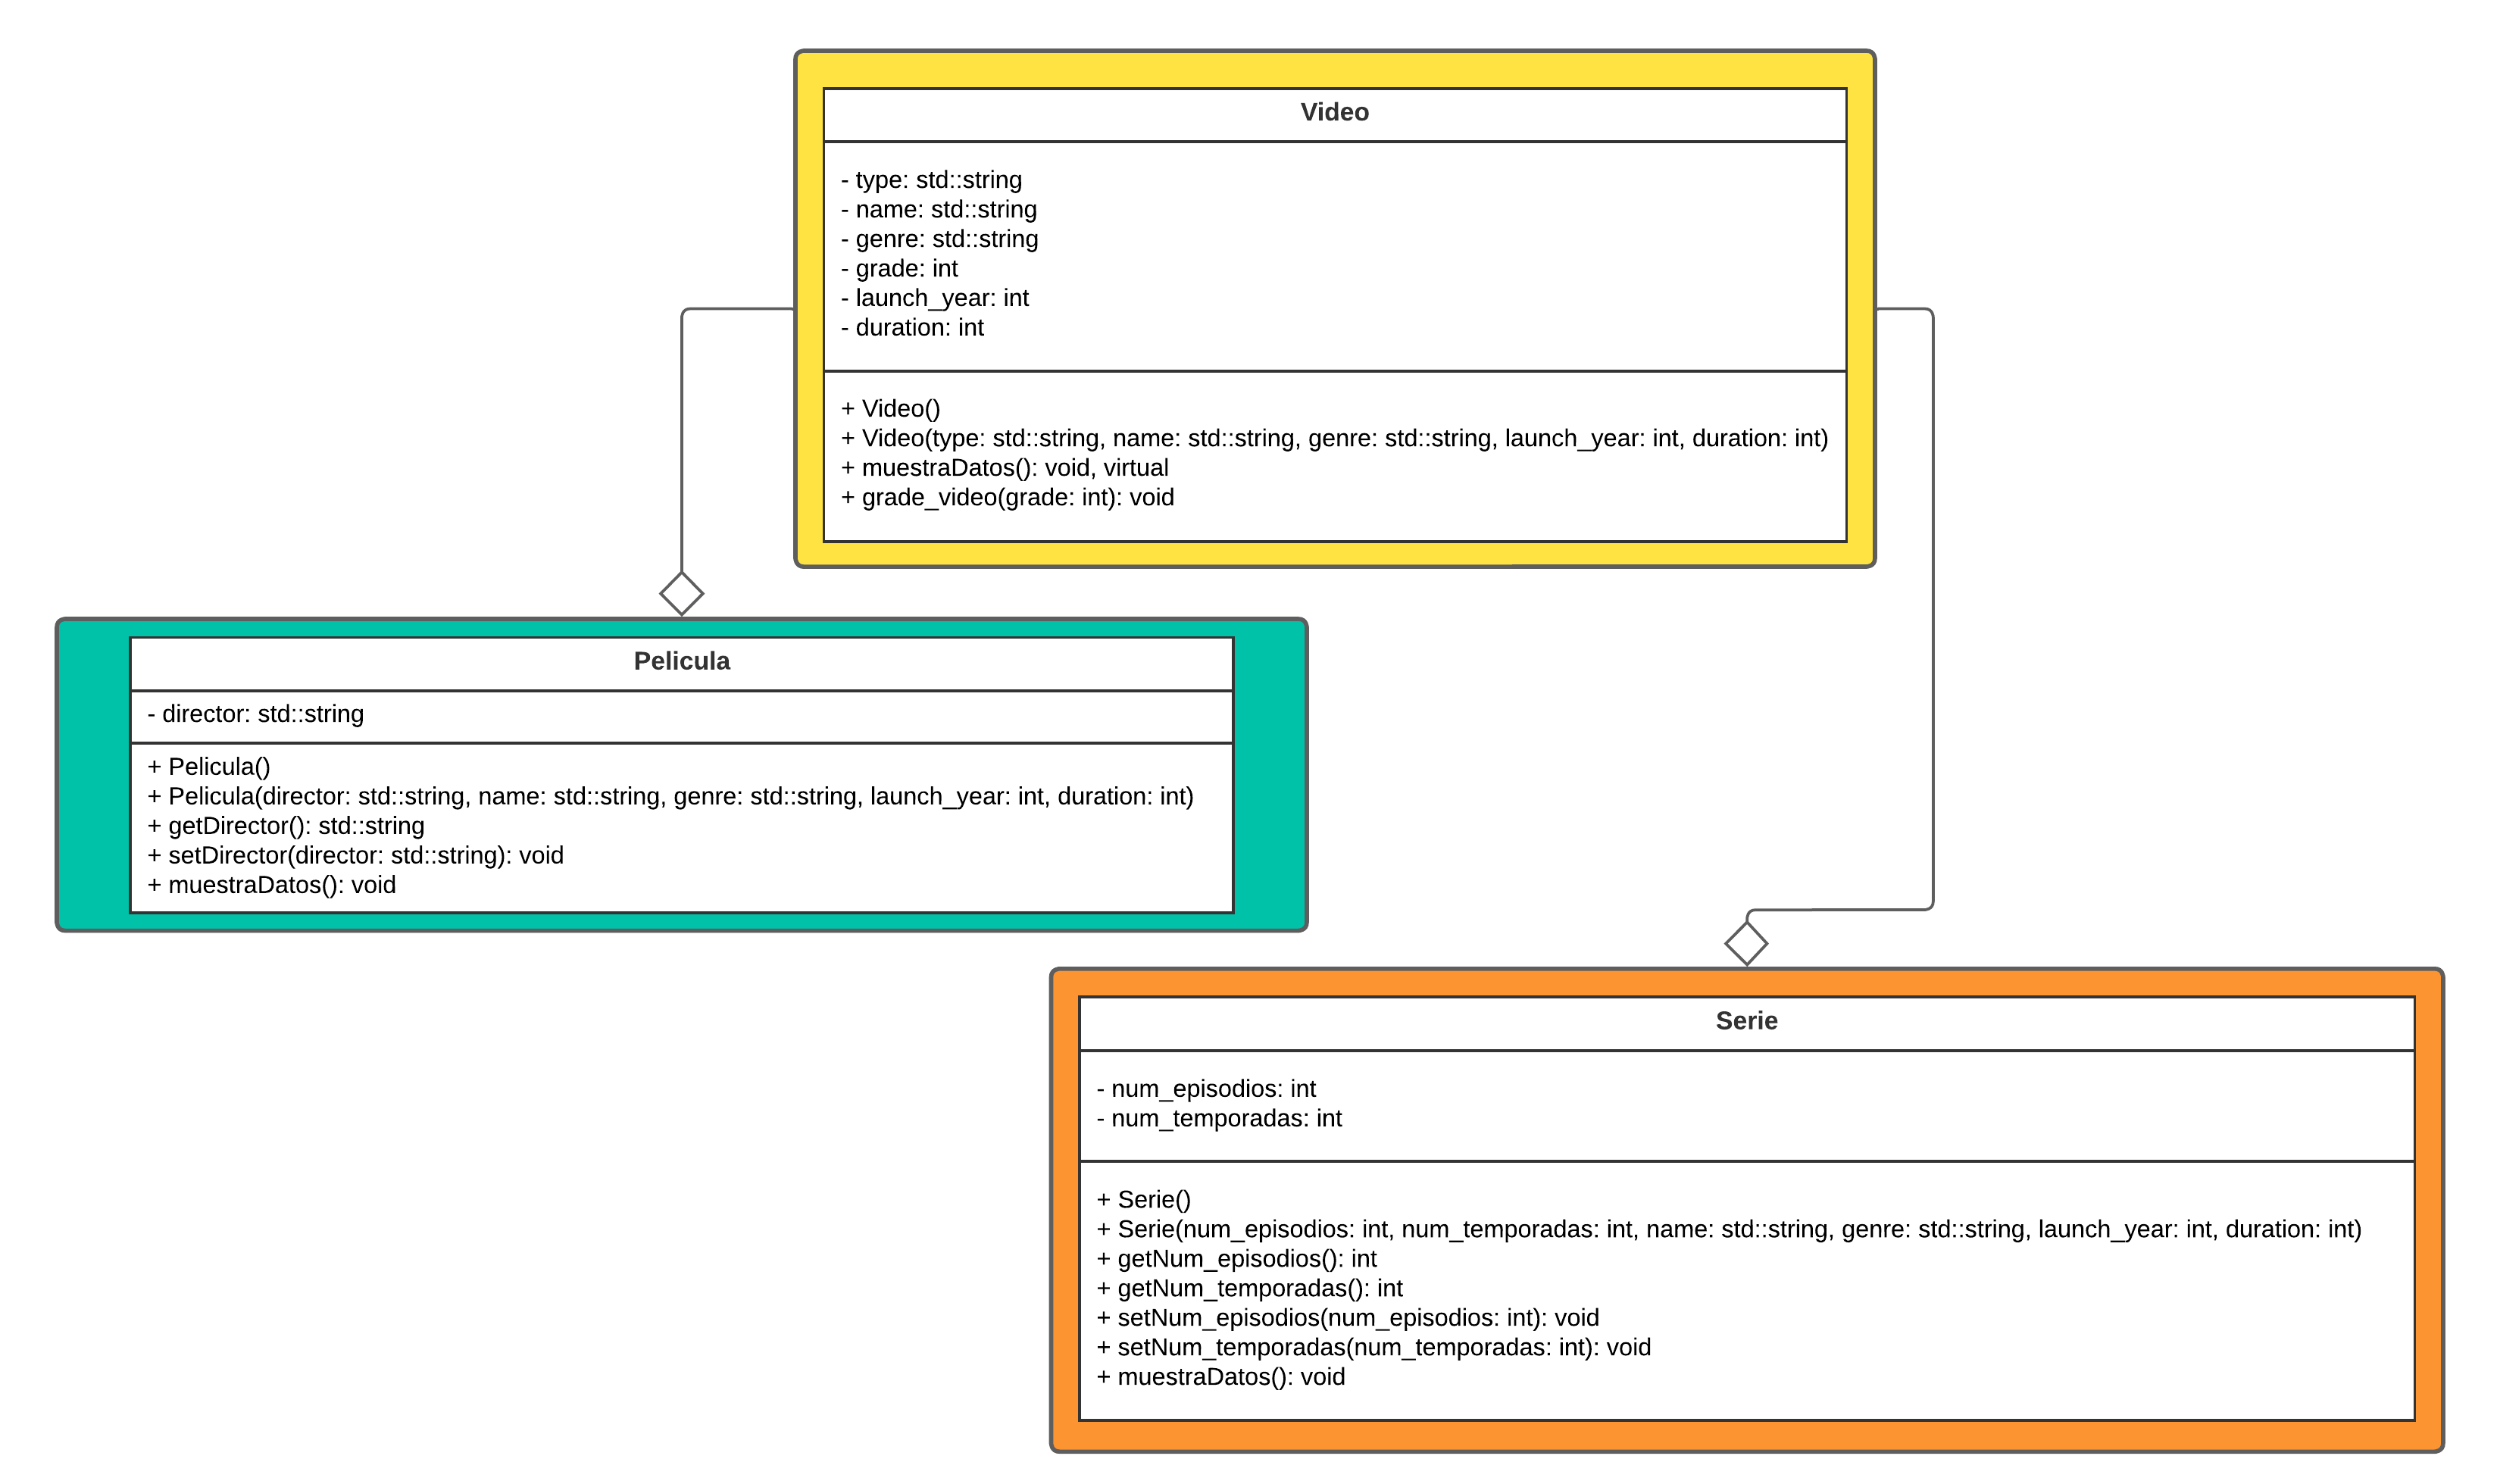 Video
- type: std::string
- name: std::string
- genre: std::string
- grade: int
- launch_year: int
- duration: int
+ Video()
+ Video(type: std::string, name: std::string, genre: std::string, launch_year: int, duration: int)
+ muestraDatos(): void, virtual
+ grade_video(grade: int): void
Pelicula
- director: std::string
+ Pelicula()
+ Pelicula(director: std::string, name: std::string, genre: std::string, launch_year: int, duration: int)
+ getDirector(): std::string
+ setDirector(director: std::string): void
+ muestraDatos(): void
Serie
- num_episodios: int
- num_temporadas: int
+ Serie()
+ Serie(num_episodios: int, num_temporadas: int, name: std::string, genre: std::string, launch_year: int, duration: int)
+ getNum_episodios(): int
+ getNum_temporadas(): int
+ setNum_episodios(num_episodios: int): void
+ setNum_temporadas(num_temporadas: int): void
+ muestraDatos(): void